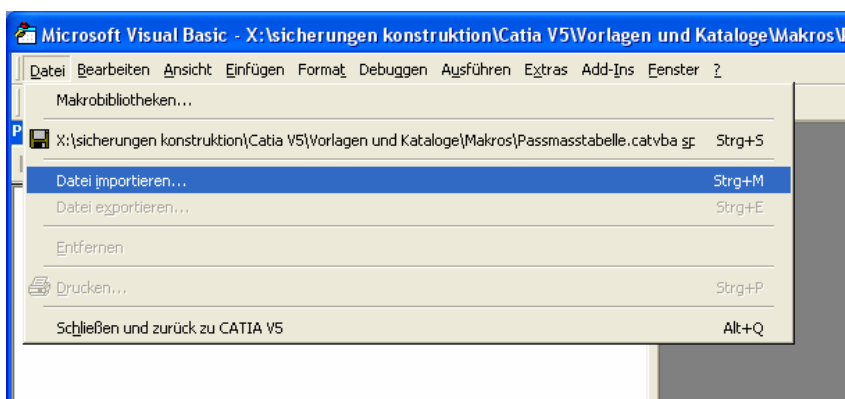 Microsoft Visual Basic - X:\sicherungen konstruktion\Catia V5\Vorlagen und Kataloge\Makros\
Datei Bearbeiten Ansicht Einfügen Format Debuggen Ausführen Extras Add-Ins Fenster ?
Makrobibliotheken...
X:\sicherungen konstruktion\Catia V5\Vorlagen und Kataloge\Makros\Passmasstabelle.catvba sp Strg+S
Datei importieren... Strg+M
Datei exportieren... Strg+E
Entfernen
Drucken... Strg+P
Schließen und zurück zu CATIA V5 Alt+Q